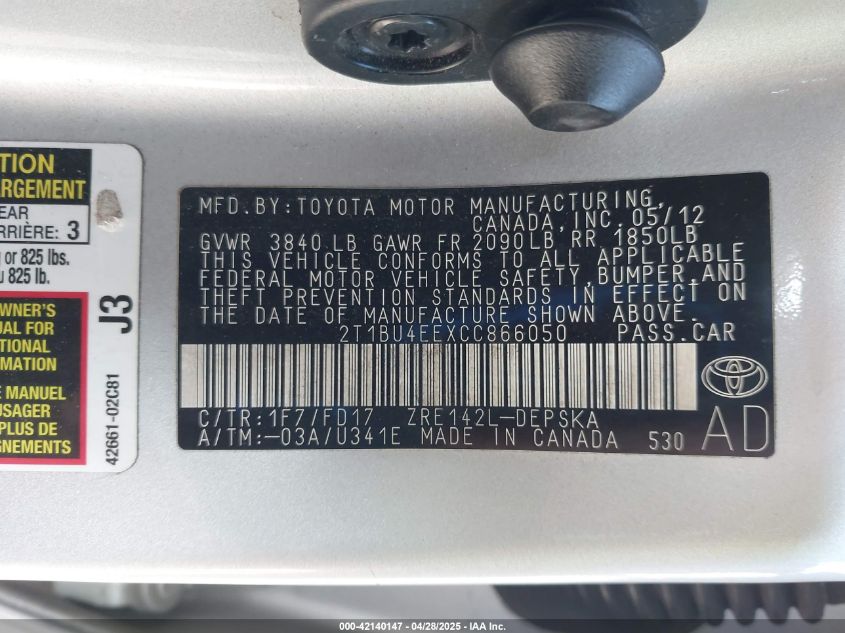 TION
ARGEMENT
EAR
RRIÈRE: 3
g or 825 lbs.
u 825 lb.
WNER'S
UAL FOR
TIONAL
RMATION
E MANUEL
USAGER
PLUS DE
GNEMENTS
J3
42661-02C81
MFD.BY:TOYOTA MOTOR MANUFACTURING,
CANADA, INC. 05/12
GVWR 3840 LB GAWR FR 2090LB RR 1850LB
THIS VEHICLE CONFORMS TO ALL APPLICABLE
FEDERAL MOTOR VEHICLE SAFETY, BUMPER, AND
THEFT PREVENTION STANDARDS IN EFFECT ON
THE DATE OF MANUFACTURE SHOWN ABOVE.
2T1BU4EEXCC866050 PASS.CAR
C/TR:1F7/FD17 ZRE142L-DEPSKA
A/TM:-03A/U341E MADE IN CANADA 530
AD
000-42140147 - 04/28/2025 - IAA Inc.